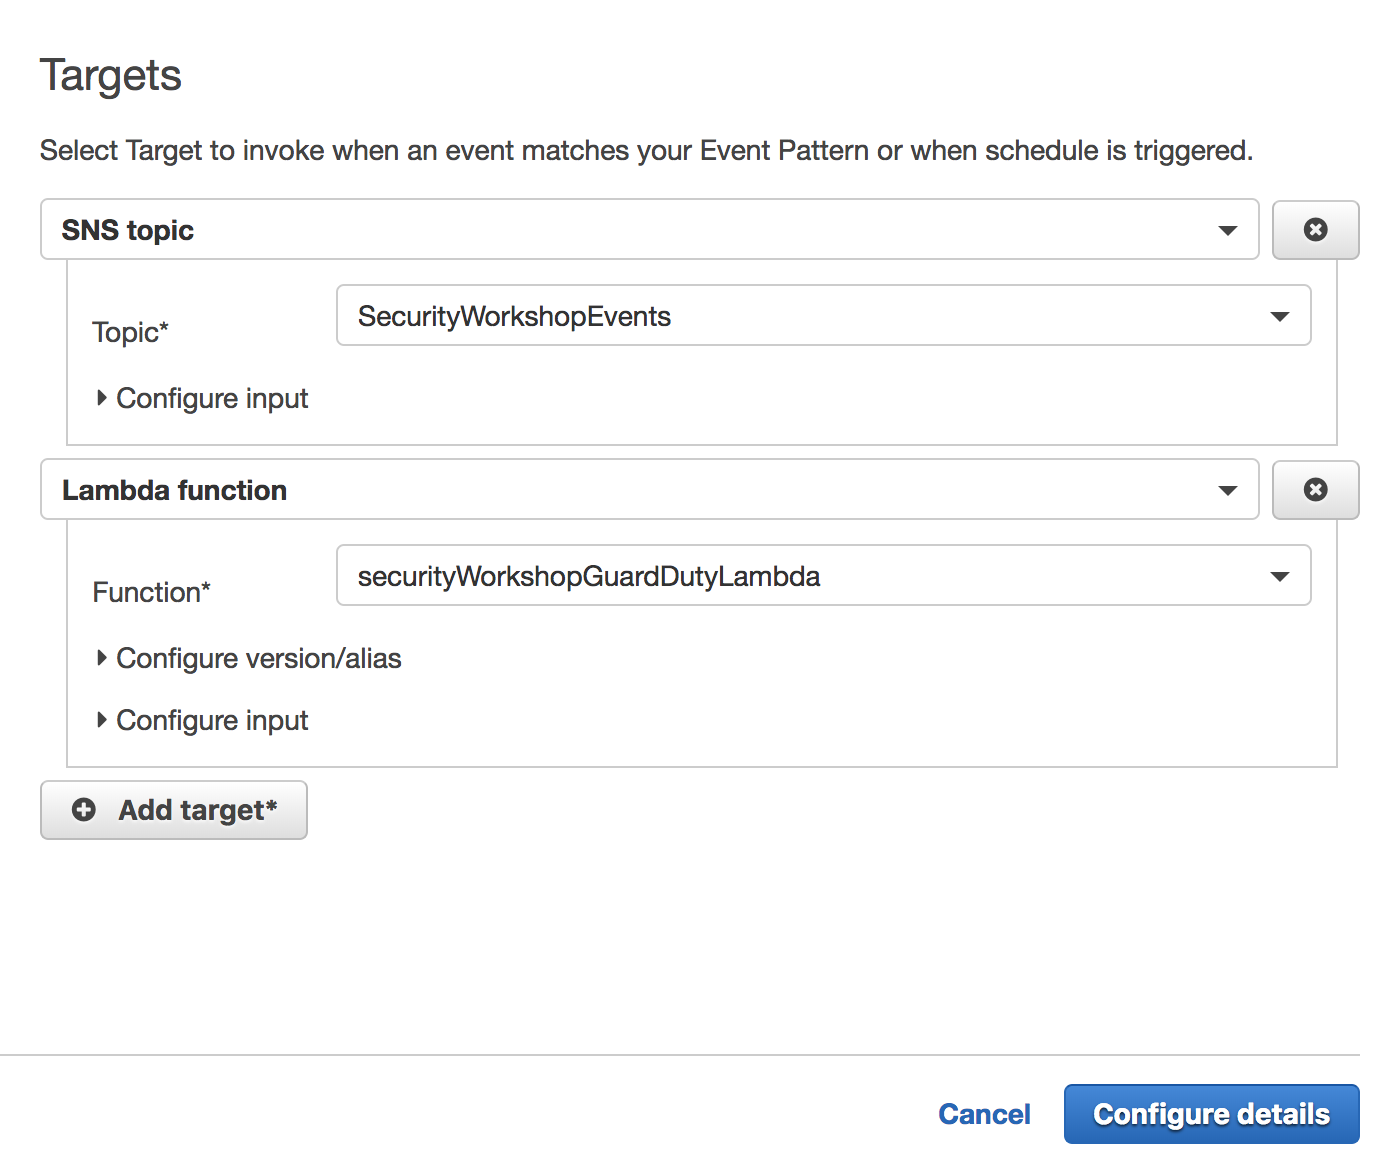 Targets
Select Target to invoke when an event matches your Event Pattern or when schedule is triggered.
SNS topic
Topic*
SecurityWorkshopEvents
Configure input
Lambda function
Function*
securityWorkshopGuardDutyLambda
Configure version/alias
Configure input
Add target*
Cancel
Configure details